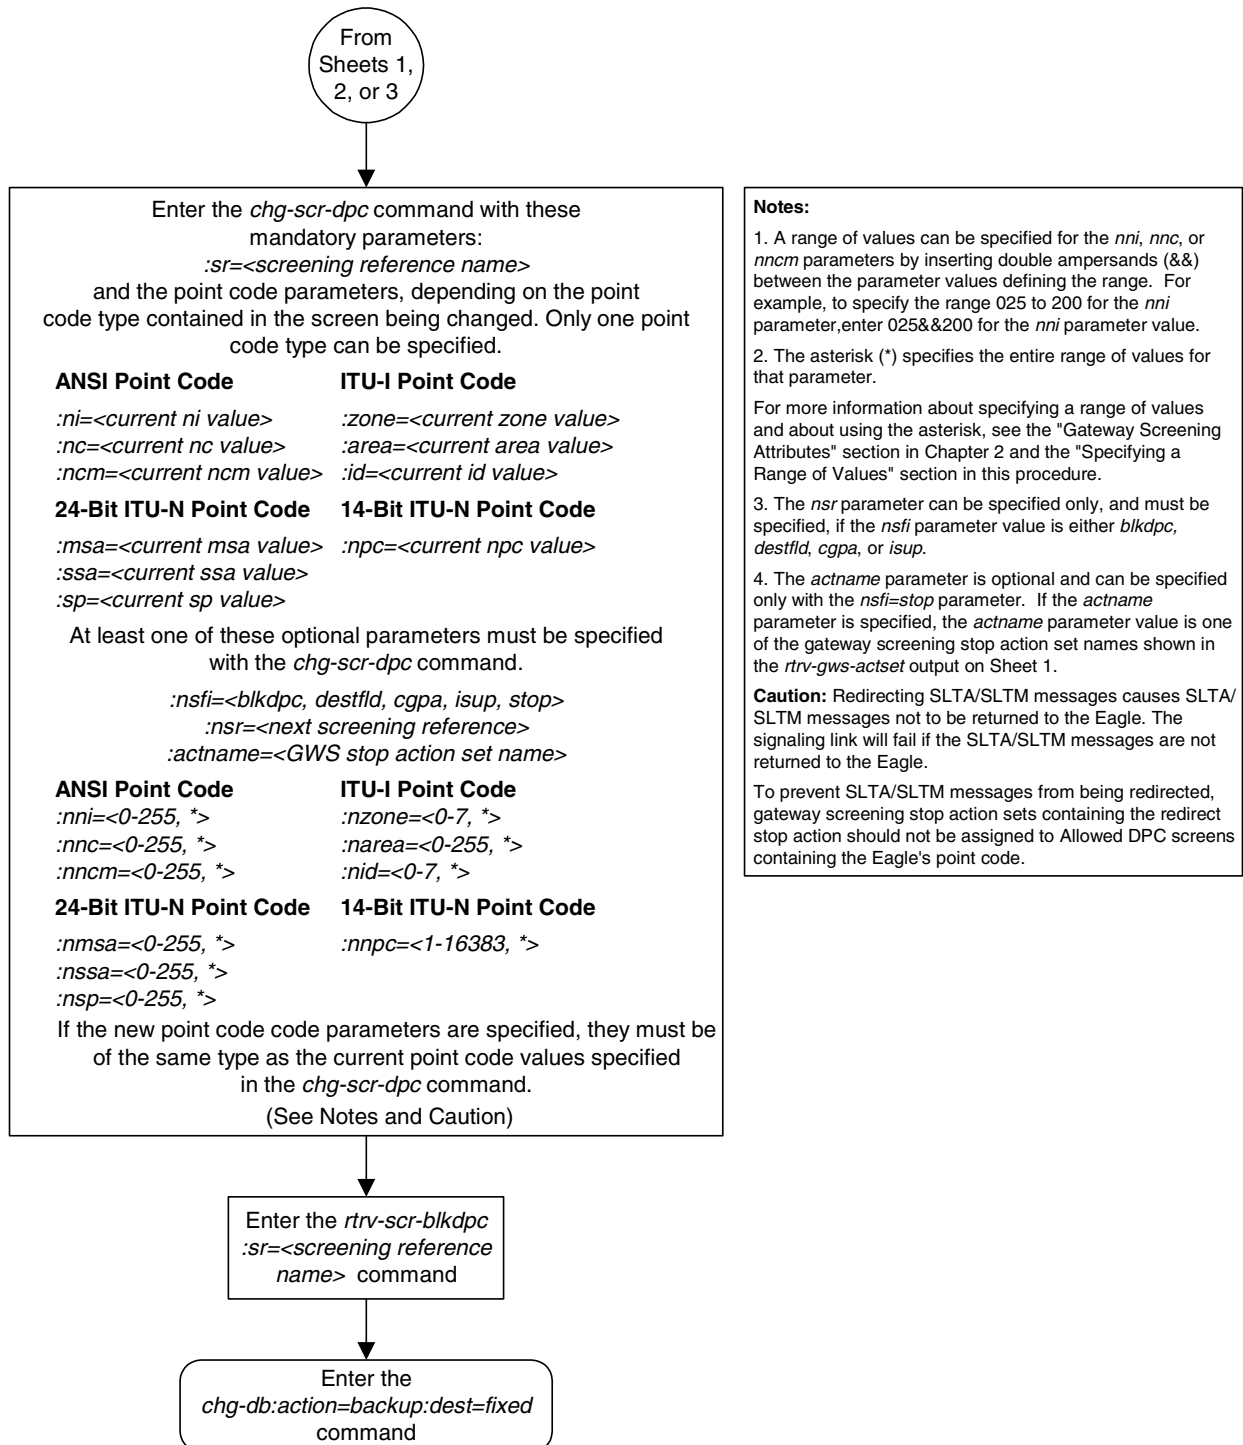 From
Sheets 1,
2, or 3
Enter the chg-scr-dpc command with these
mandatory parameters:
:sr=<screening reference name>
and the point code parameters, depending on the point
code type contained in the screen being changed. Only one point
code type can be specified.
ANSI Point Code ITU-I Point Code
:ni=<current ni value> :zone=<current zone value>
:nc=<current nc value> :area=<current area value>
:ncm=<current ncm value> :id=<current id value>
24-Bit ITU-N Point Code 14-Bit ITU-N Point Code
:msa=<current msa value> :npc=<current npc value>
:ssa=<current ssa value>
:sp=<current sp value>
At least one of these optional parameters must be specified
with the chg-scr-dpc command.
:nsfi=<blkdpc, destfld, cgpa, isup, stop>
:nsr=<next screening reference>
:actname=<GWS stop action set name>
ANSI Point Code ITU-I Point Code
:nni=<0-255, *> :nzone=<0-7, *>
:nnc=<0-255, *> :narea=<0-255, *>
:nncm=<0-255, *> :nid=<0-7, *>
24-Bit ITU-N Point Code 14-Bit ITU-N Point Code
:nmsa=<0-255, *> :nnpc=<1-16383, *>
:nssa=<0-255, *>
:nsp=<0-255, *>
If the new point code code parameters are specified, they must be
of the same type as the current point code values specified
in the chg-scr-dpc command.
(See Notes and Caution)
Notes:
1. A range of values can be specified for the nni, nnc, or
nncm parameters by inserting double ampersands (&&)
between the parameter values defining the range. For
example, to specify the range 025 to 200 for the nni
parameter,enter 025&&200 for the nni parameter value.
2. The asterisk (*) specifies the entire range of values for
that parameter.
For more information about specifying a range of values
and about using the asterisk, see the "Gateway Screening
Attributes" section in Chapter 2 and the "Specifying a
Range of Values" section in this procedure.
3. The nsr parameter can be specified only, and must be
specified, if the nsfi parameter value is either blkdpc,
destfld, cgpa, or isup.
4. The actname parameter is optional and can be specified
only with the nsfi=stop parameter. If the actname
parameter is specified, the actname parameter value is one
of the gateway screening stop action set names shown in
the rtrv-gws-actset output on Sheet 1.
Caution: Redirecting SLTA/SLTM messages causes SLTA/
SLTM messages not to be returned to the Eagle. The
signaling link will fail if the SLTA/SLTM messages are not
returned to the Eagle.
To prevent SLTA/SLTM messages from being redirected,
gateway screening stop action sets containing the redirect
stop action should not be assigned to Allowed DPC screens
containing the Eagle's point code.
Enter the rtrv-scr-blkdpc
:sr=<screening reference
name> command
Enter the
chg-db:action=backup:dest=fixed
command